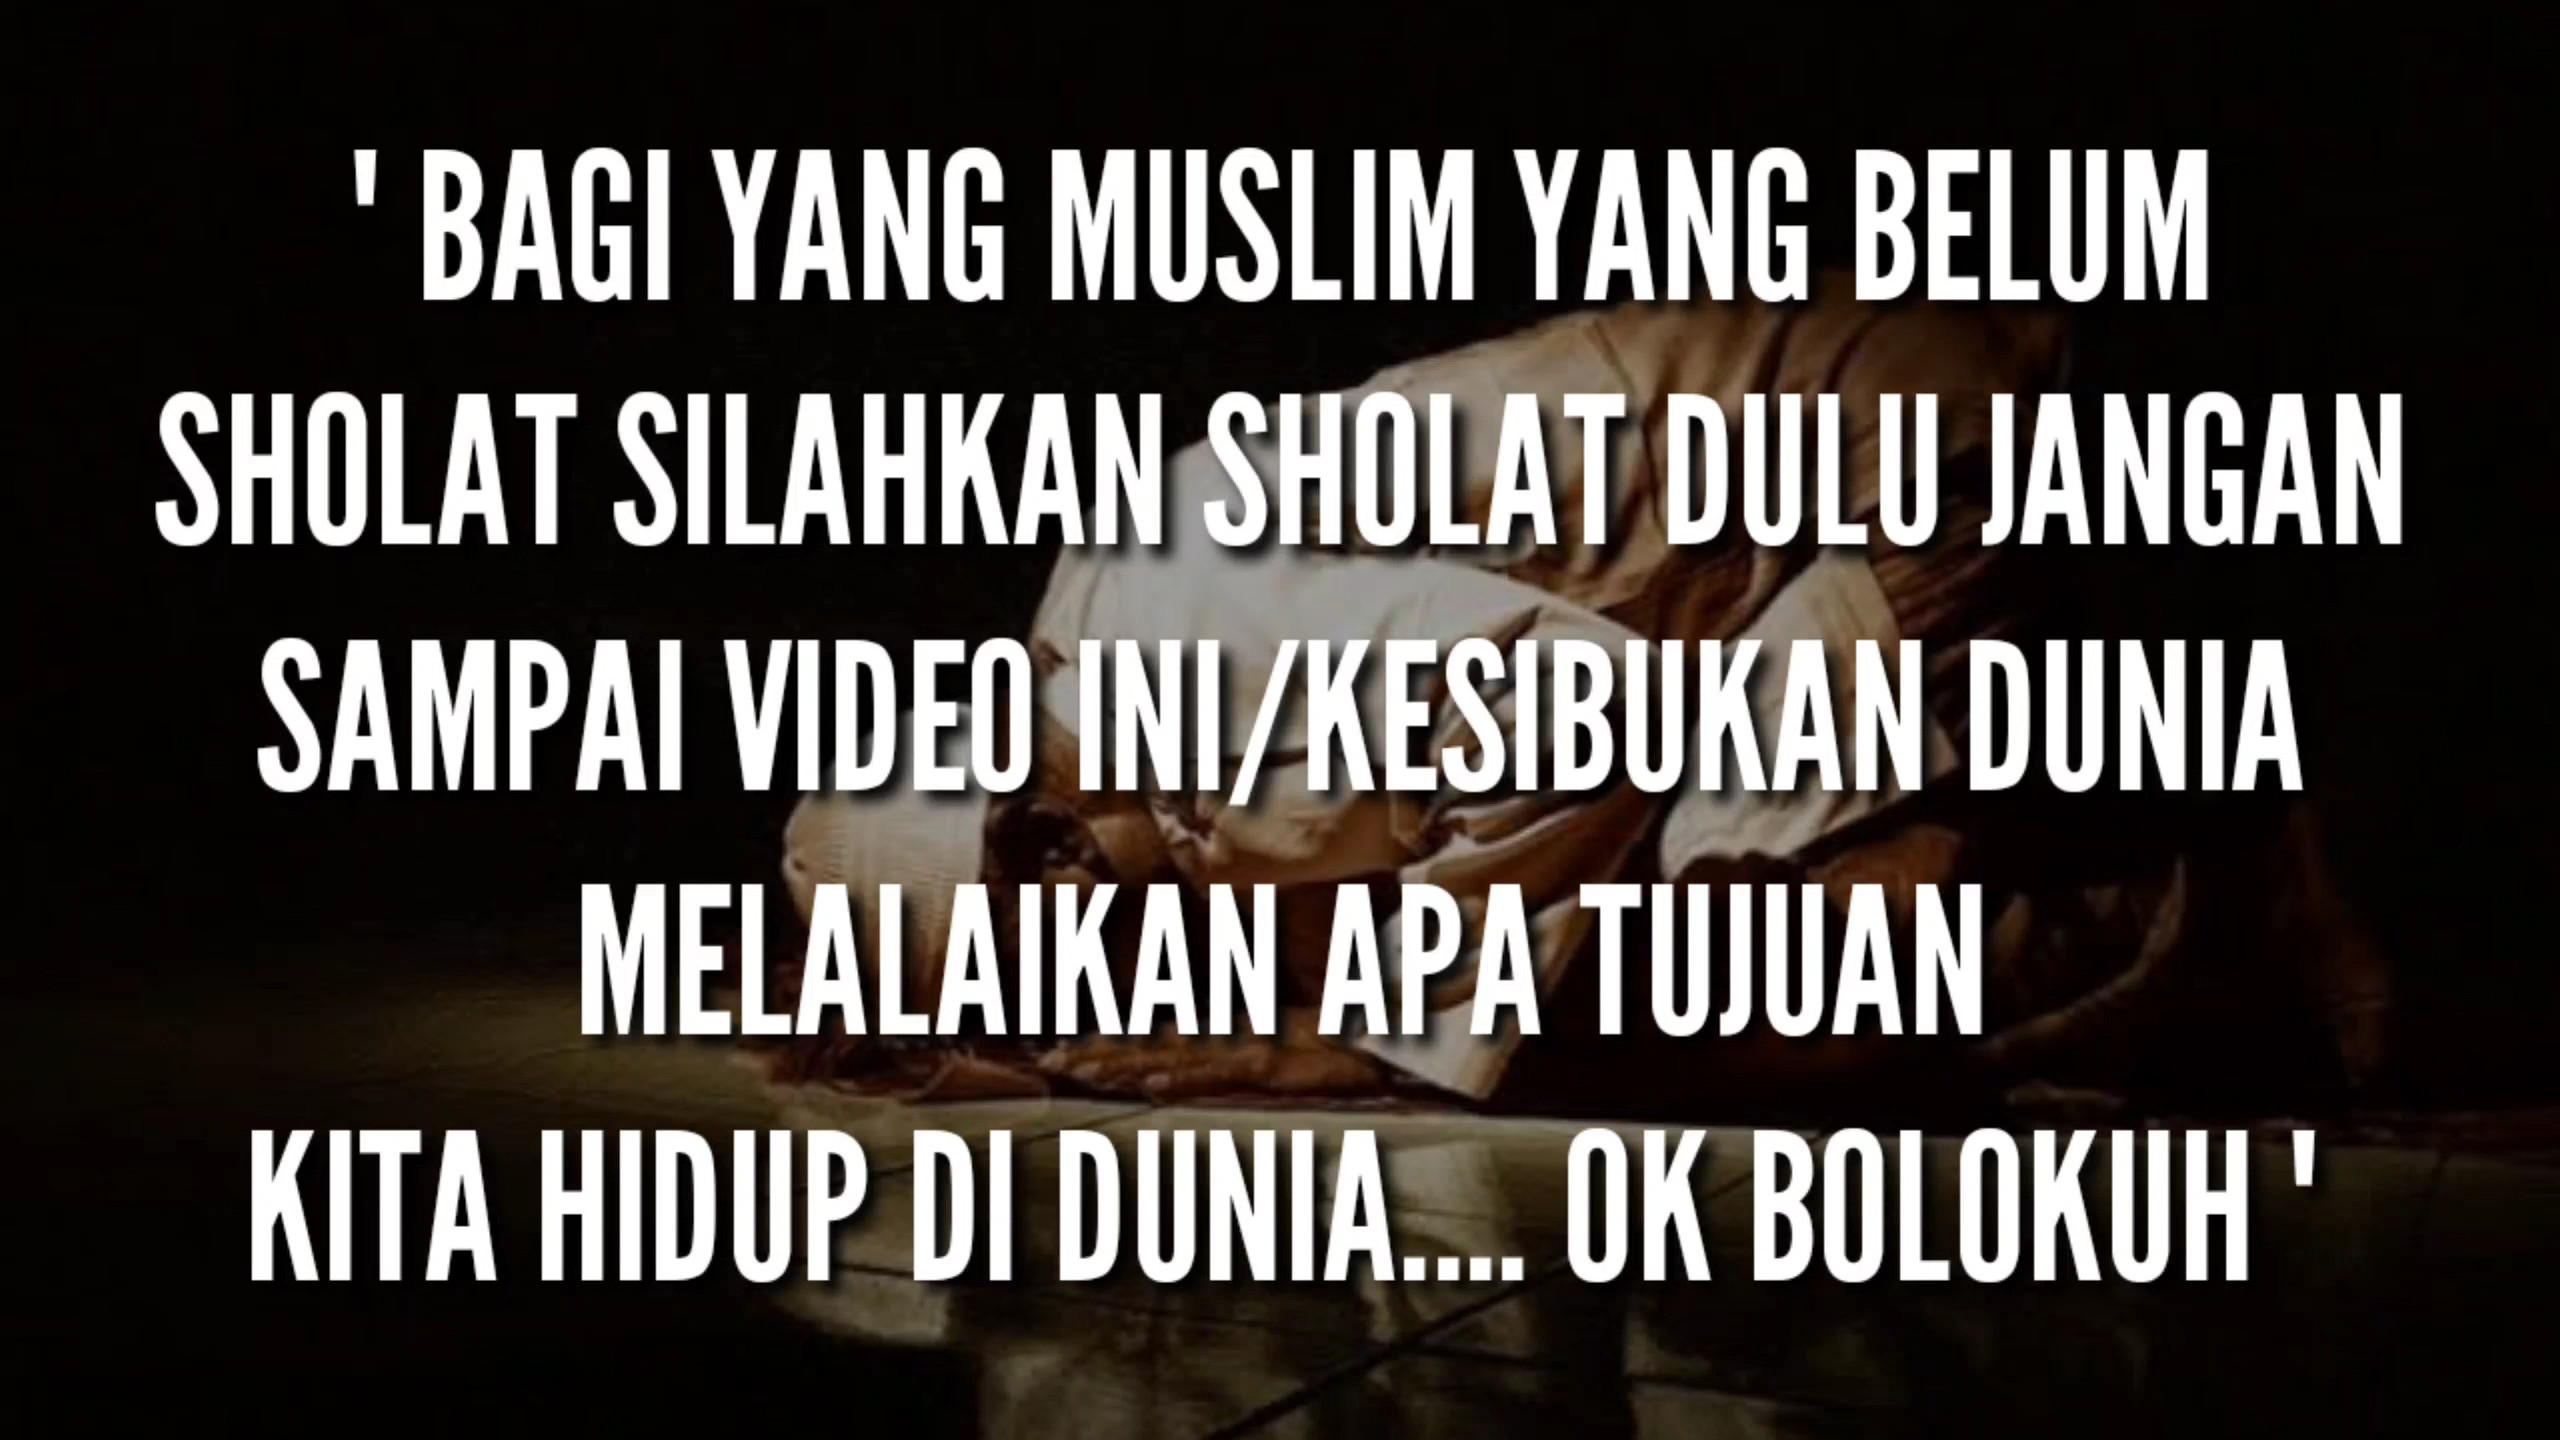 ' BAGI YANG MUSLIM YANG BELUM
SHOLAT SILAHKAN SHOLAT DULU JANGAN
SAMPAI VIDEO INI/KESIBUKAN DUNIA
MELALAIKAN APA TUJUAN
KITA HIDUP DI DUNIA.... OK BOLOKUH '